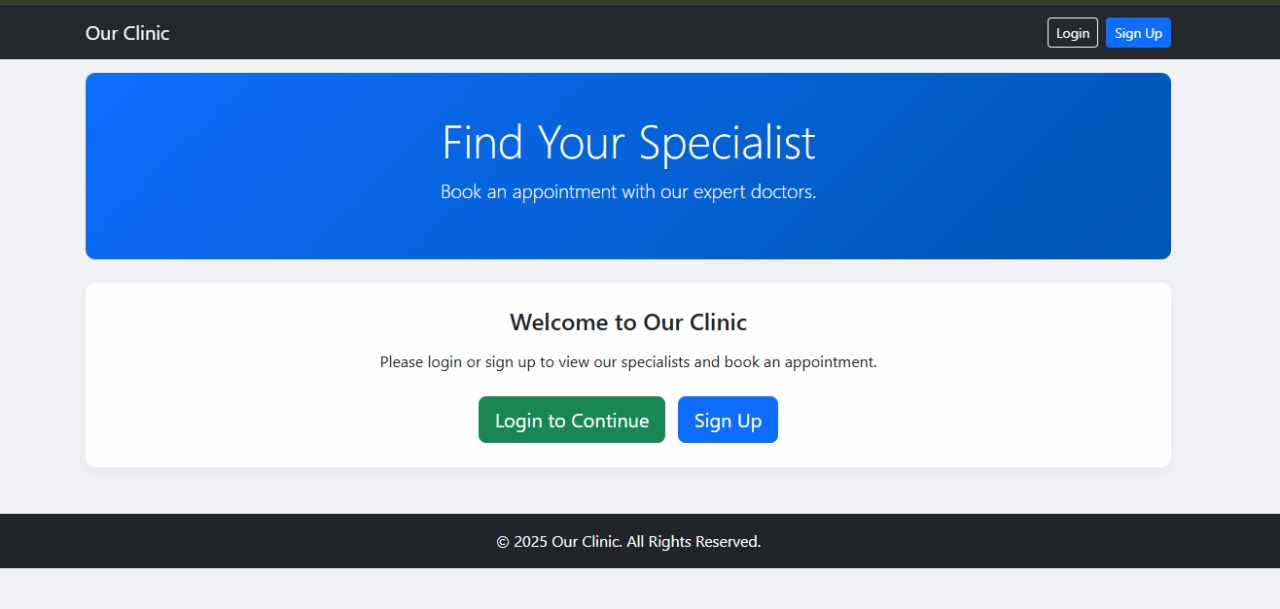 Our Clinic
Login
Sign Up
Find Your Specialist
Book an appointment with our expert doctors.
Welcome to Our Clinic
Please login or sign up to view our specialists and book an appointment.
Login to Continue
Sign Up
© 2025 Our Clinic. All Rights Reserved.